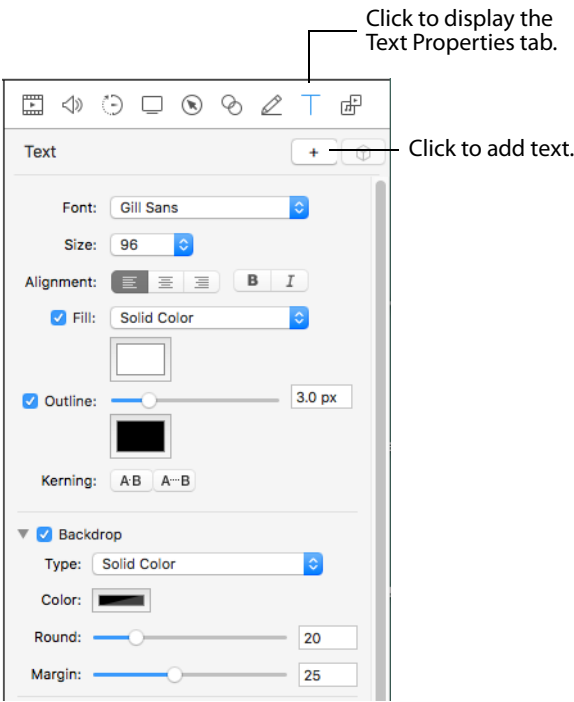 Click to display the
Text Properties tab.
Text
+
Click to add text.
Font: Gill Sans
Size: 96
Alignment: B I
Fill: Solid Color
Outline: 3.0 px
Kerning: A·B A┄B
Backdrop
Type: Solid Color
Color:
Round: 20
Margin: 25